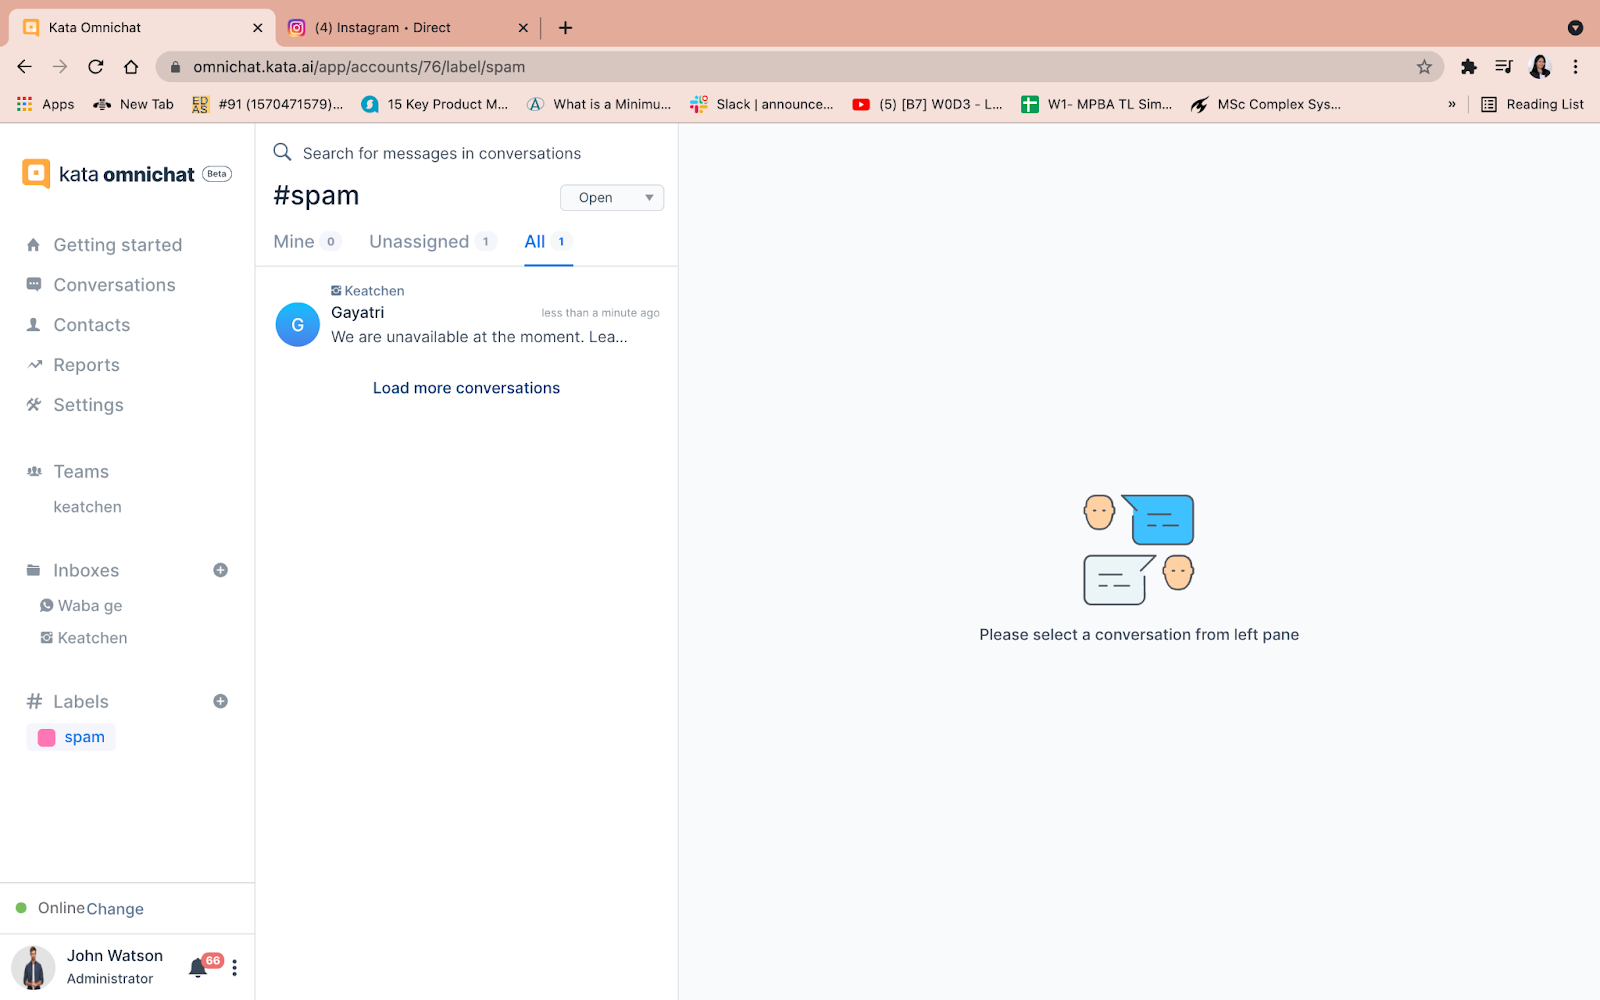 Kata Omnichat
(4) Instagram • Direct
omnichat.kata.ai/app/accounts/76/label/spam
Apps
New Tab
EDAS
#91 (1570471579)...
15 Key Product M...
What is a Minimu...
Slack | announce...
(5) [B7] W0D3 - L...
W1- MPBA TL Sim...
MSc Complex Sys...
»
Reading List
kata omnichat Beta
Getting started
Conversations
Contacts
Reports
Settings
Teams
keatchen
Inboxes
Waba ge
Keatchen
# Labels
spam
Online Change
John Watson
Administrator
66
Search for messages in conversations
#spam
Open
Mine 0
Unassigned 1
All 1
Keatchen
G
Gayatri
less than a minute ago
We are unavailable at the moment. Lea...
Load more conversations
Please select a conversation from left pane